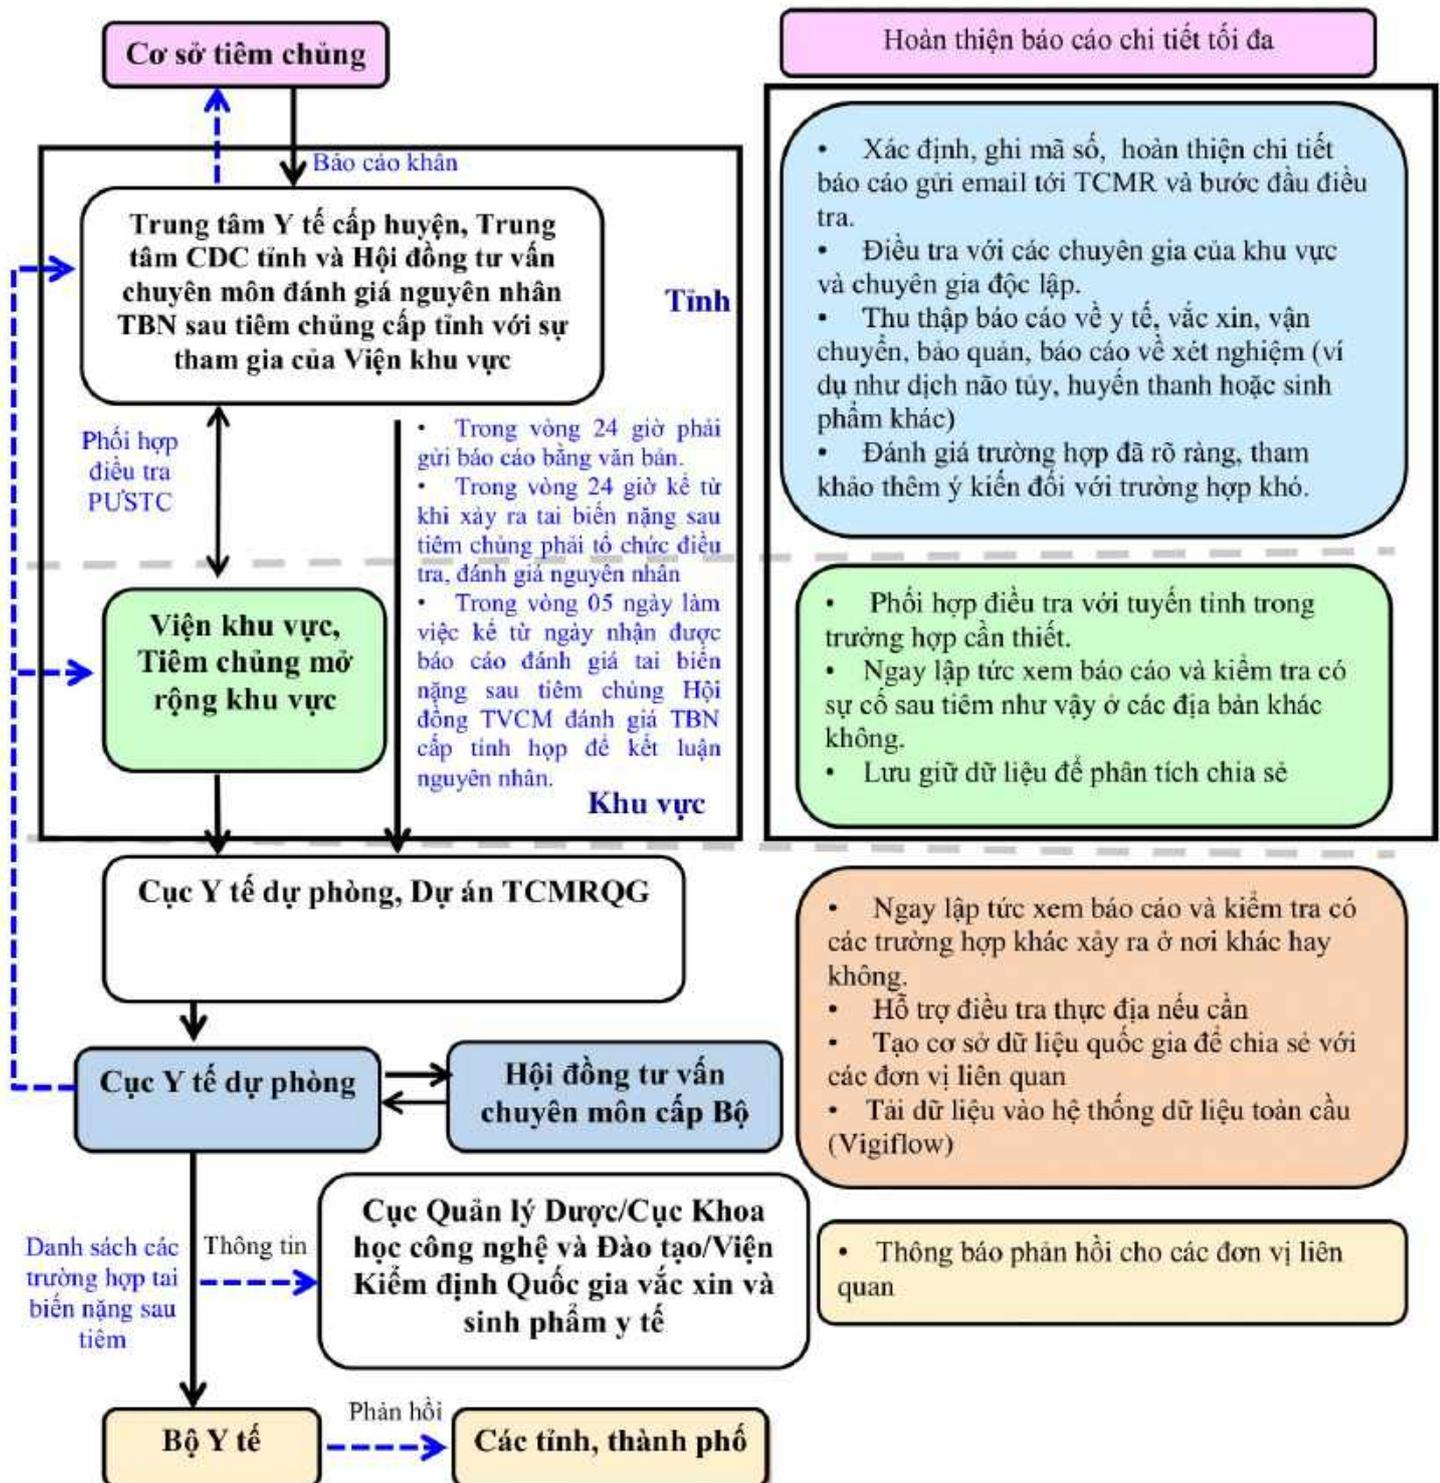 Cơ sở tiêm chủng
Báo cáo khẩn
Trung tâm Y tế cấp huyện, Trung
tâm CDC tỉnh và Hội đồng tư vấn
chuyên môn đánh giá nguyên nhân
TBN sau tiêm chủng cấp tỉnh với sự
tham gia của Viện khu vực
Tỉnh
Phối hợp
điều tra
PƯSTC
• Trong vòng 24 giờ phải
gửi báo cáo bằng văn bản.
• Trong vòng 24 giờ kể từ
khi xảy ra tai biến nặng sau
tiêm chủng phải tổ chức điều
tra, đánh giá nguyên nhân
• Trong vòng 05 ngày làm
việc kể từ ngày nhận được
báo cáo đánh giá tai biến
nặng sau tiêm chủng Hội
đồng TVCM đánh giá TBN
cấp tỉnh họp để kết luận
nguyên nhân.
Viện khu vực,
Tiêm chủng mở
rộng khu vực
Khu vực
Cục Y tế dự phòng, Dự án TCMRQG
Cục Y tế dự phòng
Hội đồng tư vấn
chuyên môn cấp Bộ
Danh sách các
trường hợp tai
biến nặng sau
tiêm
Thông tin
Cục Quản lý Dược/Cục Khoa
học công nghệ và Đào tạo/Viện
Kiểm định Quốc gia vắc xin và
sinh phẩm y tế
Bộ Y tế
Phản hồi
Các tỉnh, thành phố
Hoàn thiện báo cáo chi tiết tối đa
• Xác định, ghi mã số, hoàn thiện chi tiết
báo cáo gửi email tới TCMR và bước đầu điều
tra.
• Điều tra với các chuyên gia của khu vực
và chuyên gia độc lập.
• Thu thập báo cáo về y tế, vắc xin, vận
chuyển, bảo quản, báo cáo về xét nghiệm (ví
dụ như dịch não tủy, huyến thanh hoặc sinh
phẩm khác)
• Đánh giá trường hợp đã rõ ràng, tham
khảo thêm ý kiến đối với trường hợp khó.
• Phối hợp điều tra với tuyến tỉnh trong
trường hợp cần thiết.
• Ngay lập tức xem báo cáo và kiểm tra có
sự cố sau tiêm như vậy ở các địa bàn khác
không.
• Lưu giữ dữ liệu để phân tích chia sẻ
• Ngay lập tức xem báo cáo và kiểm tra có
các trường hợp khác xảy ra ở nơi khác hay
không.
• Hỗ trợ điều tra thực địa nếu cần
• Tạo cơ sở dữ liệu quốc gia để chia sẻ với
các đơn vị liên quan
• Tải dữ liệu vào hệ thống dữ liệu toàn cầu
(Vigiflow)
• Thông báo phản hồi cho các đơn vị liên
quan